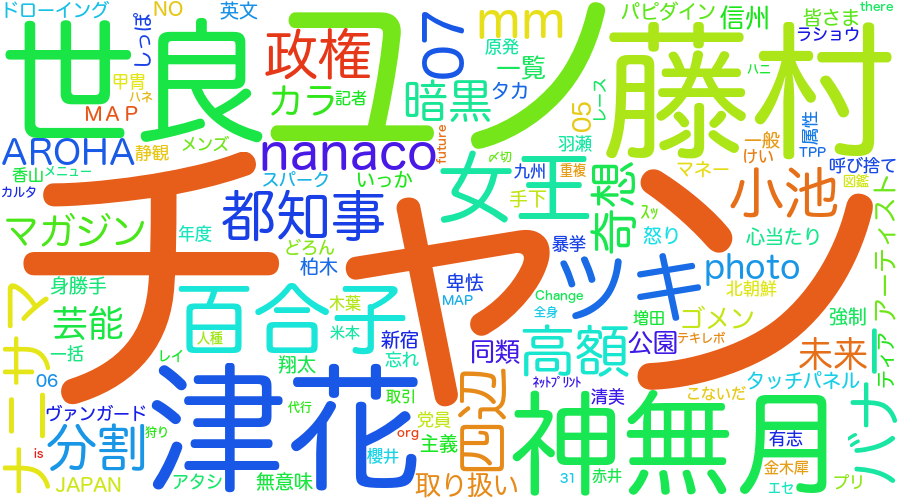 ドローイング
NO
英文
mm
パピダイン
信州
皆さま
there
世良
ユノ
藤村
しっぽ
政権
07
原発
一覧
ラショウ
甲冑
ハネ
MAP
カラ
記者
暗黒
タカ
05
レース
ハニ
属性
AROHA
静観
メンズ
nanaco
future
〆切
羽瀬
一般
TPP
香山
メニュー
カルタ
スパーク
いっか
女王
九州
重複
マネー
けい
呼び捨て
図鑑
チャン
都知事
手下
奇想
ｽｯ
小池
マガジン
年度
どろん
暴挙
怒り
心当たり
アーティスト
身勝手
柏木
卑怯
ツキ
photo
ティア
ナニサマ
百合子
木葉
MAP
Change
北朝鮮
芸能
人種
米本
新宿
全身
増田
ゴメン
強制
一括
翔太
忘れ
同類
高額
公園
テキレポ
未来
06
レイ
津花
取引
四辺
ﾈｯﾄﾌﾟﾘﾝﾄ
清美
こないだ
タッチパネル
バナー
ヴァンガード
代行
党員
神無月
分割
狩り
org
主義
有志
is
櫻井
金木犀
JAPAN
アタシ
無意味
取り扱い
31
赤井
エセ
プリ